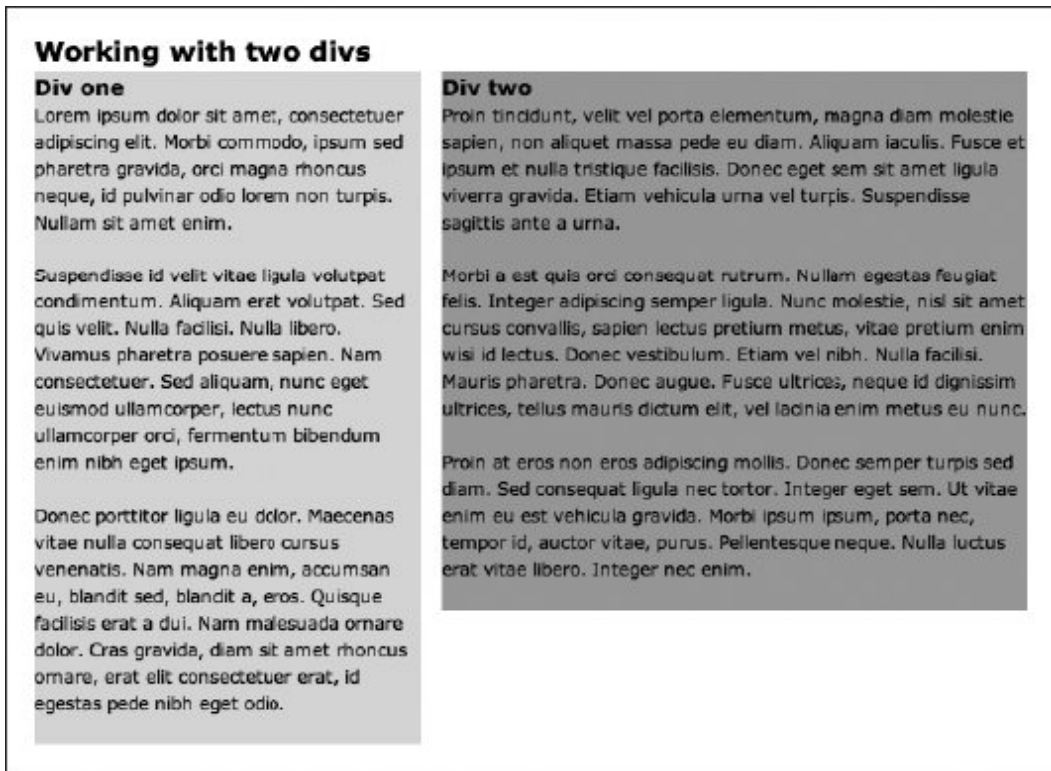 Working with two divs
Div one
Lorem ipsum dolor sit amet, consectetuer
adipiscing elit. Morbi commodo, ipsum sed
pharetra gravida, orci magna rhoncus
neque, id pulvinar odio lorem non turpis.
Nullam sit amet enim.
Suspendisse id velit vitae ligula volutpat
condimentum. Aliquam erat volutpat. Sed
quis velit. Nulla facilisi. Nulla libero.
Vivamus pharetra posuere sapien. Nam
consectetuer. Sed aliquam, nunc eget
euismod ullamcorper, lectus nunc
ullamcorper orci, fermentum bibendum
enim nibh eget ipsum.
Donec porttitor ligula eu dolor. Maecenas
vitae nulla consequat libero cursus
venenatis. Nam magna enim, accumsan
eu, blandit sed, blandit a, eros. Quisque
facilisis erat a dui. Nam malesuada ornare
dolor. Cras gravida, diam sit amet rhoncus
ornare, erat elit consectetuer erat, id
egestas pede nibh eget odio.
Div two
Proin tincidunt, velit vel porta elementum, magna diam molestie
sapien, non aliquet massa pede eu diam. Aliquam iaculis. Fusce et
ipsum et nulla tristique facilisis. Donec eget sem sit amet ligula
viverra gravida. Etiam vehicula urna vel turpis. Suspendisse
sagittis ante a urna.
Morbi a est quis orci consequat rutrum. Nullam egestas feugiat
felis. Integer adipiscing semper ligula. Nunc molestie, nisl sit amet
cursus convallis, sapien lectus pretium metus, vitae pretium enim
wisi id lectus. Donec vestibulum. Etiam vel nibh. Nulla facilisi.
Mauris pharetra. Donec augue. Fusce ultrices, neque id dignissim
ultrices, tellus mauris dictum elit, vel lacinia enim metus eu nunc.
Proin at eros non eros adipiscing mollis. Donec semper turpis sed
diam. Sed consequat ligula nec tortor. Integer eget sem. Ut vitae
enim eu est vehicula gravida. Morbi ipsum ipsum, porta nec,
tempor id, auctor vitae, purus. Pellentesque neque. Nulla luctus
erat vitae libero. Integer nec enim.